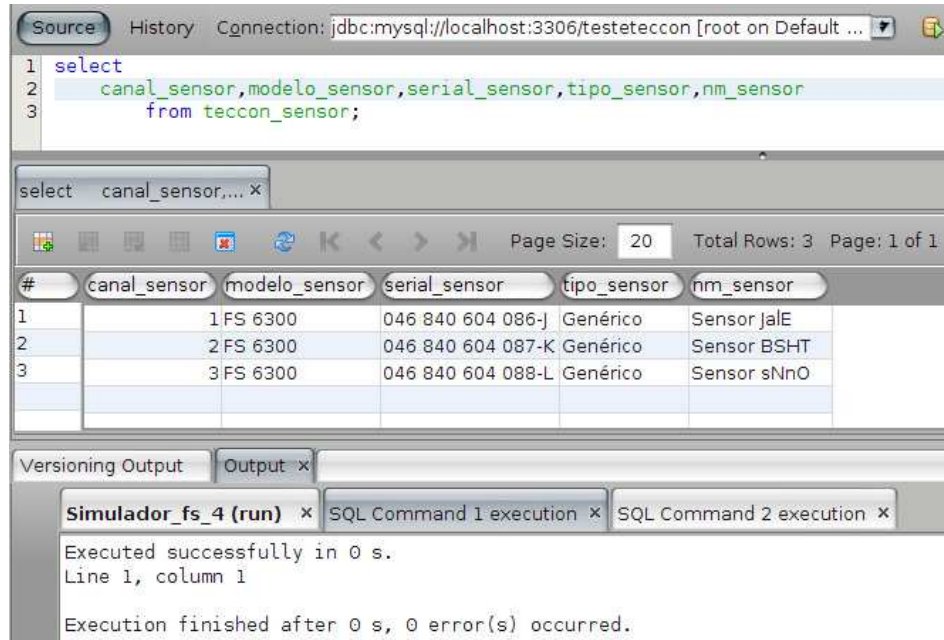 Source History Connection: jdbc:mysql://localhost:3306/testeteccon [root on Default ...
1 select
2 canal_sensor,modelo_sensor,serial_sensor,tipo_sensor,nm_sensor
3 from teccon_sensor;
select canal_sensor,... ×
Page Size: 20 Total Rows: 3 Page: 1 of 1
# canal_sensor modelo_sensor serial_sensor tipo_sensor nm_sensor
1 1 FS 6300 046 840 604 086-J Genérico Sensor JalE
2 2 FS 6300 046 840 604 087-K Genérico Sensor BSHT
3 3 FS 6300 046 840 604 088-L Genérico Sensor sNnO
Versioning Output Output ×
Simulador_fs_4 (run) × SQL Command 1 execution × SQL Command 2 execution ×
Executed successfully in 0 s.
Line 1, column 1
Execution finished after 0 s, 0 error(s) occurred.